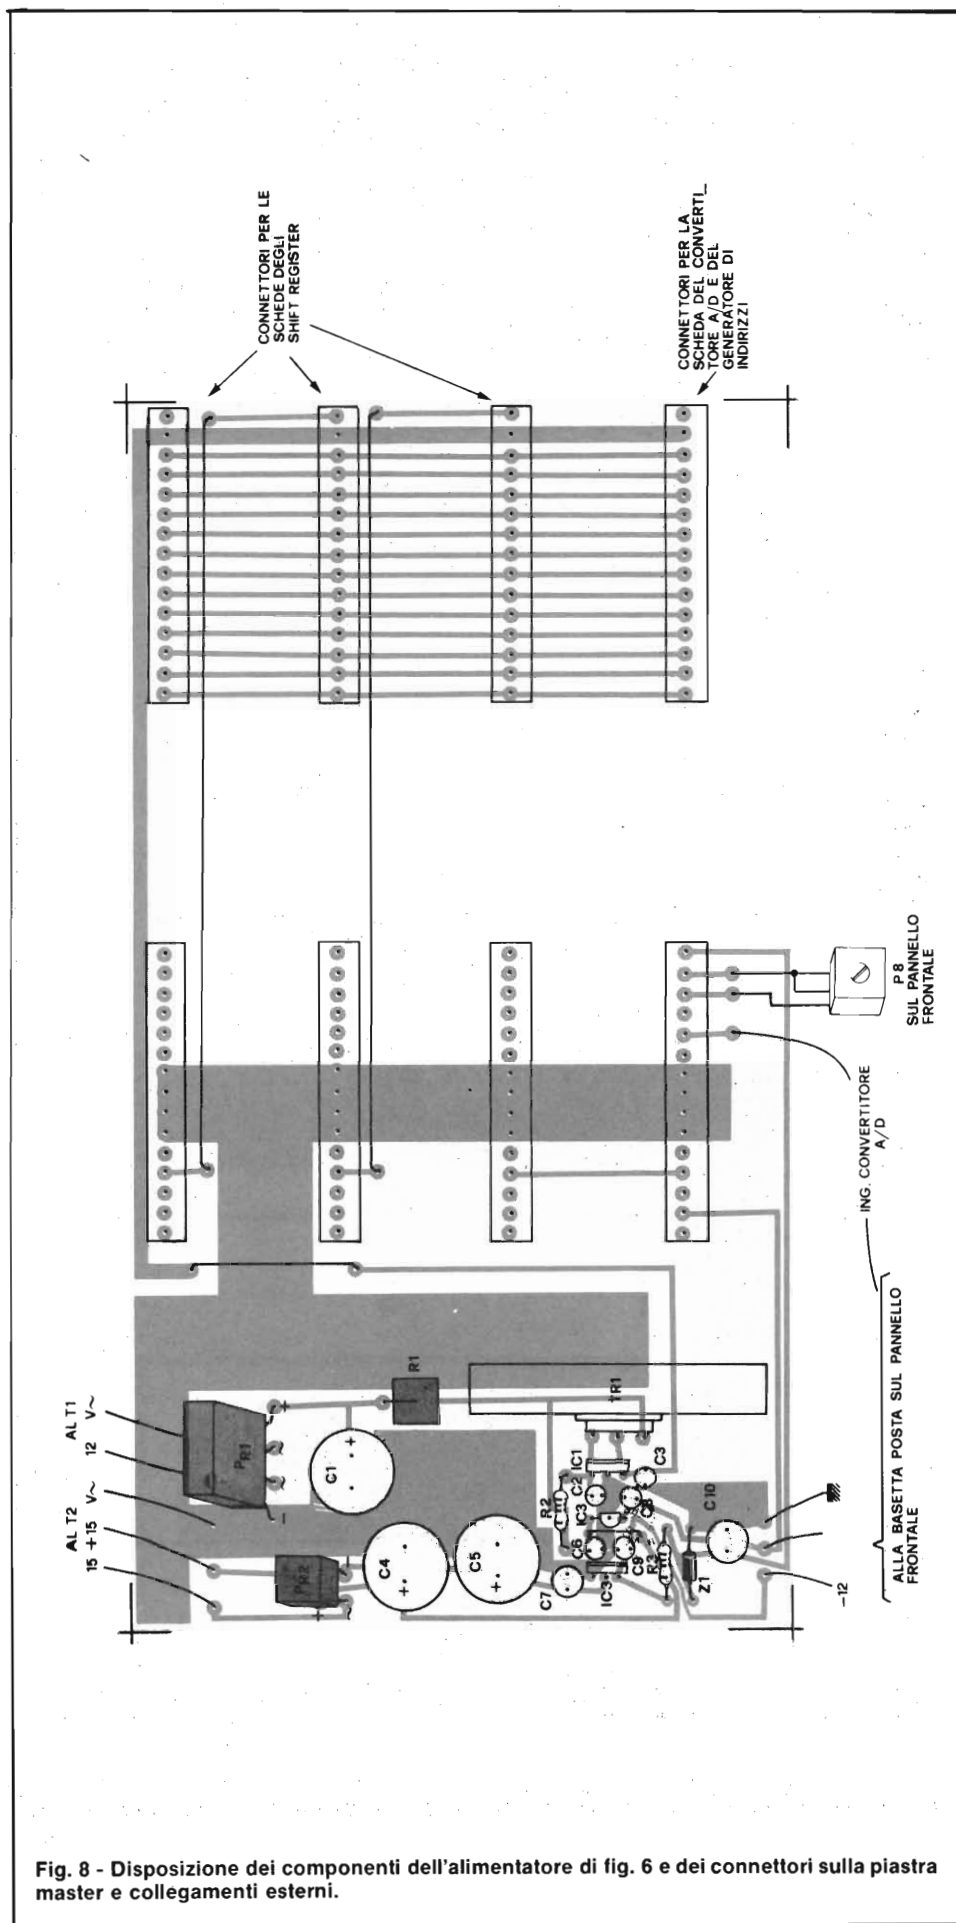 CONNETTORI PER LE
SCHEDE DEGLI
SHIFT REGISTER
CONNETTORI PER LA
SCHEDA DEL CONVERTI_
TORE A/D E DEL
GENERATORE DI
INDIRIZZI
P8
SUL PANNELLO
FRONTALE
ING. CONVERTITORE
A/D
ALLA BASETTA POSTA SUL PANNELLO
FRONTALE
-12
AL T1
12 V~
AL T2
15 +15 V~
PR1
+
~
~
-
R1
TR1
C1
+
PR2
-
+
~
C4
+
C5
+
C7
R2
IC1
C2
C3
IC3
C6
C8
C9
R3
IC3
Z1
C10
Fig. 8 - Disposizione dei componenti dell'alimentatore di fig. 6 e dei connettori sulla piastra
master e collegamenti esterni.